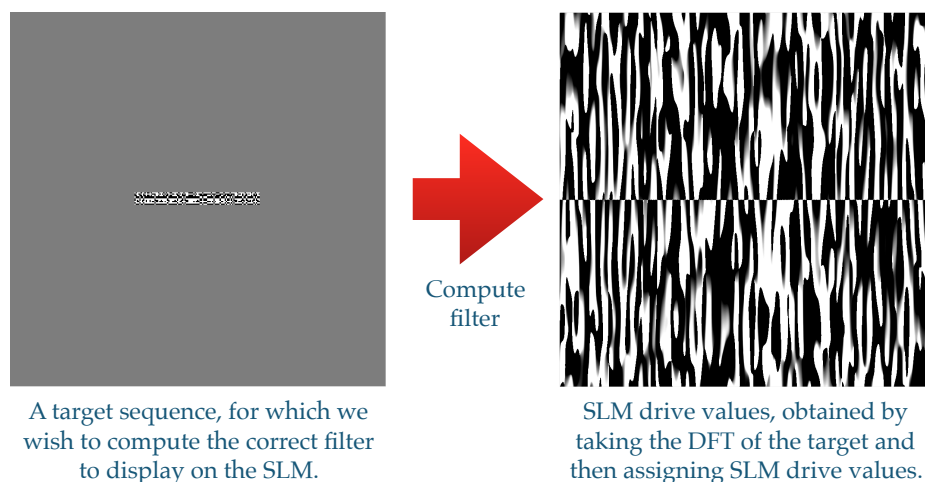 Compute
filter
A target sequence, for which we
wish to compute the correct filter
to display on the SLM.
SLM drive values, obtained by
taking the DFT of the target and
then assigning SLM drive values.